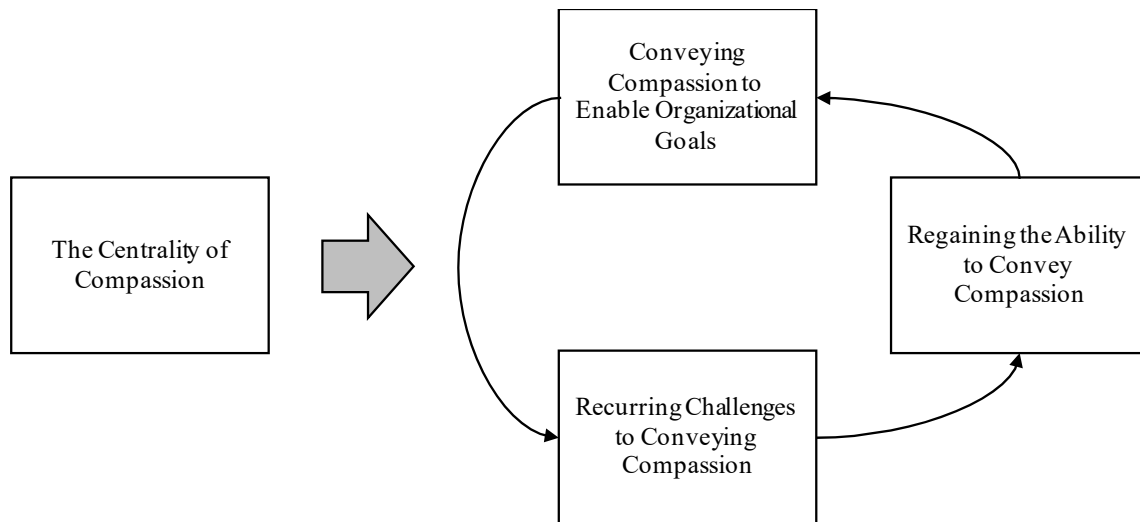 Conveying
Compassion to
Enable Organizational
Goals
The Centrality of
Compassion
Regaining the Ability
to Convey
Compassion
Recurring Challenges
to Conveying
Compassion